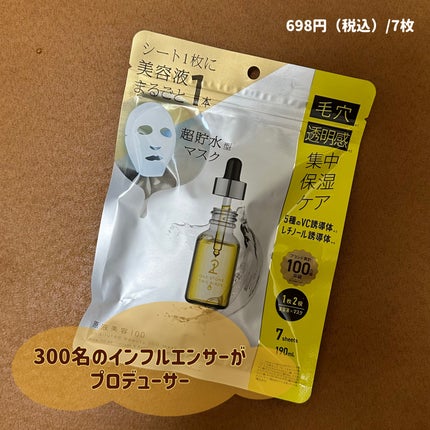 698円（税込）/7枚
シート1枚に
美容液
まるごと1本
超貯水型
マスク
毛穴
透明感
集中
保湿
ケア
5種のVC誘導体
レチノール誘導体
100
1枚2役
7 sheets
190mL
300名のインフルエンサーが
プロデューサー